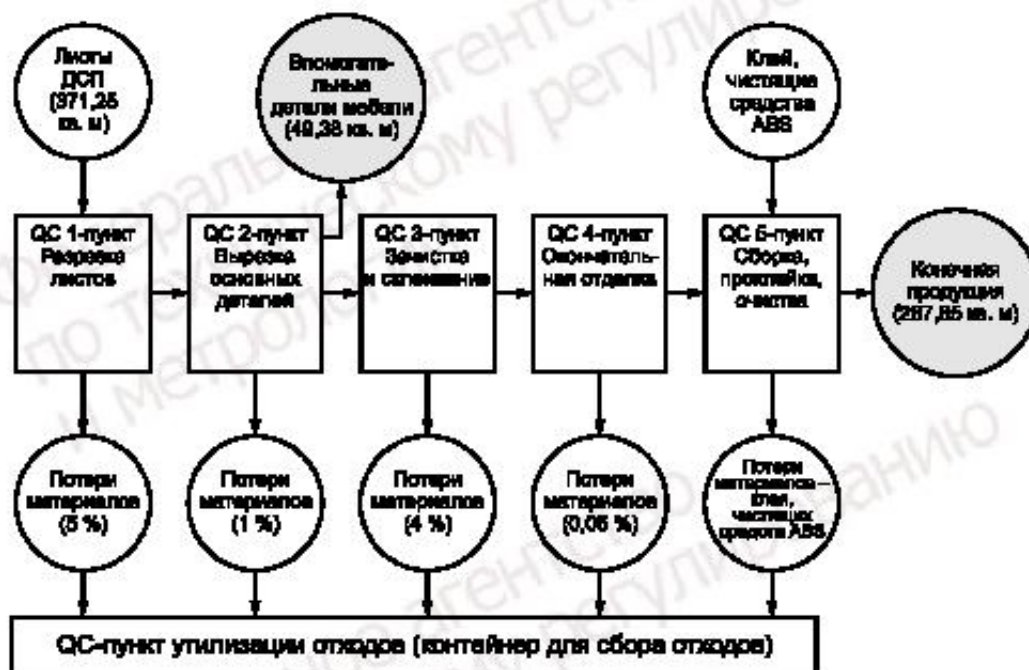 Листы
ДСП
(371,25
кв. м)
Впомогате-
льные
детали мебели
(49,38 кв. м)
Клей,
чистящие
средства
ABS
QC 1-пункт
Разрезка
листов
QC 2-пункт
Вырезка
основных
деталей
QC 3-пункт
Зачистка
и склеивание
QC 4-пункт
Окончатель-
ная отделка
QC 5-пункт
Сборка,
проклейка,
очистка
Конечная
продукция
(287,85 кв. м)
Потери
материалов
(5 %)
Потери
материалов
(1 %)
Потери
материалов
(4 %)
Потери
материалов
(0,05 %)
Потери
материалов –
клея,
чистящих
средств ABS
QC-пункт утилизации отходов (контейнер для сбора отходов)